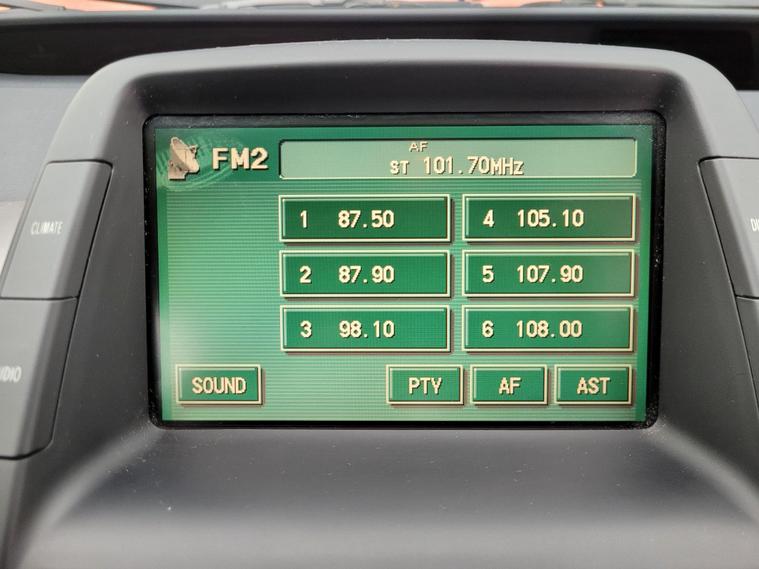 FM2
AF
ST 101.70MHz
1 87.50
4 105.10
2 87.90
5 107.90
3 98.10
6 108.00
SOUND
PTY
AF
AST
CLIMATE